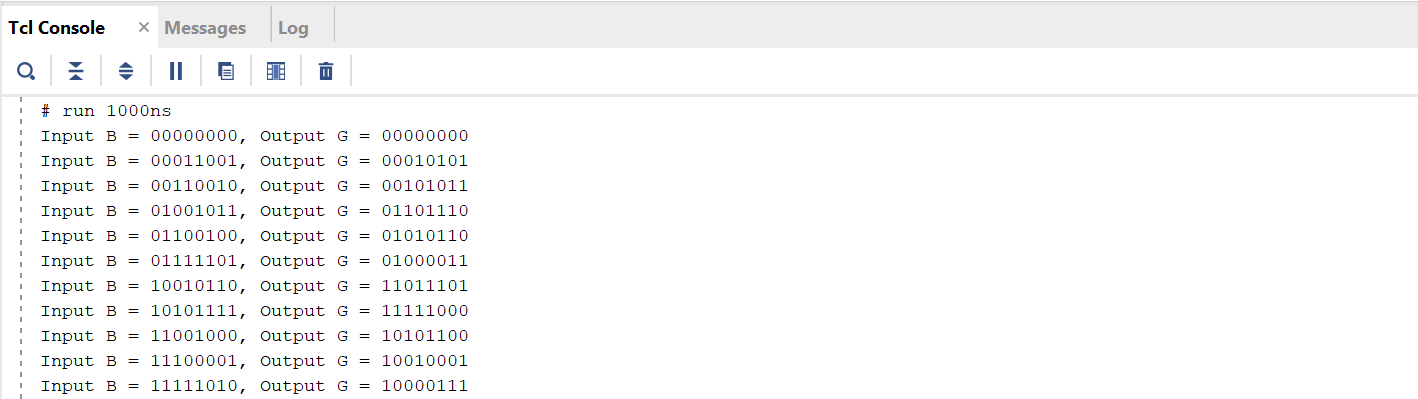 Tcl Console × Messages Log
# run 1000ns
Input B = 00000000, Output G = 00000000
Input B = 00011001, Output G = 00010101
Input B = 00110010, Output G = 00101011
Input B = 01001011, Output G = 01101110
Input B = 01100100, Output G = 01010110
Input B = 01111101, Output G = 01000011
Input B = 10010110, Output G = 11011101
Input B = 10101111, Output G = 11111000
Input B = 11001000, Output G = 10101100
Input B = 11100001, Output G = 10010001
Input B = 11111010, Output G = 10000111